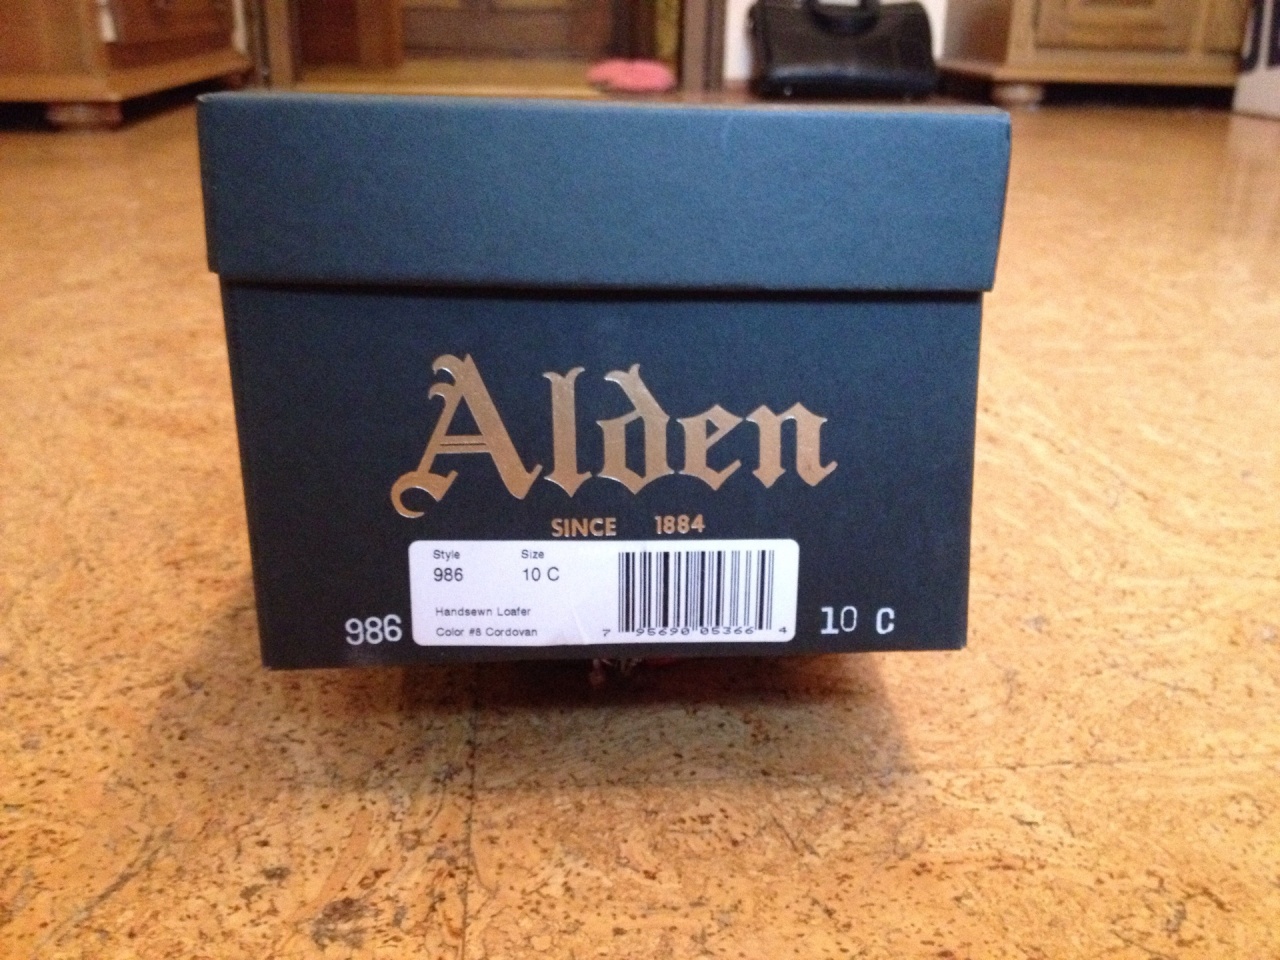 Alden
SINCE 1884
Style Size
986 10 C
Handsewn Loafer
Color #8 Cordovan
7 95690 05366 4
986
10 C